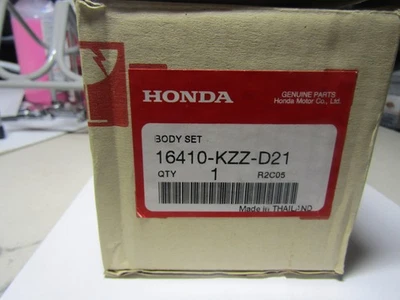 HONDA
GENUINE PARTS
Honda Motor Co., Ltd.
BODY SET
16410-KZZ-D21
QTY 1 R2C05
Made in THAILAND